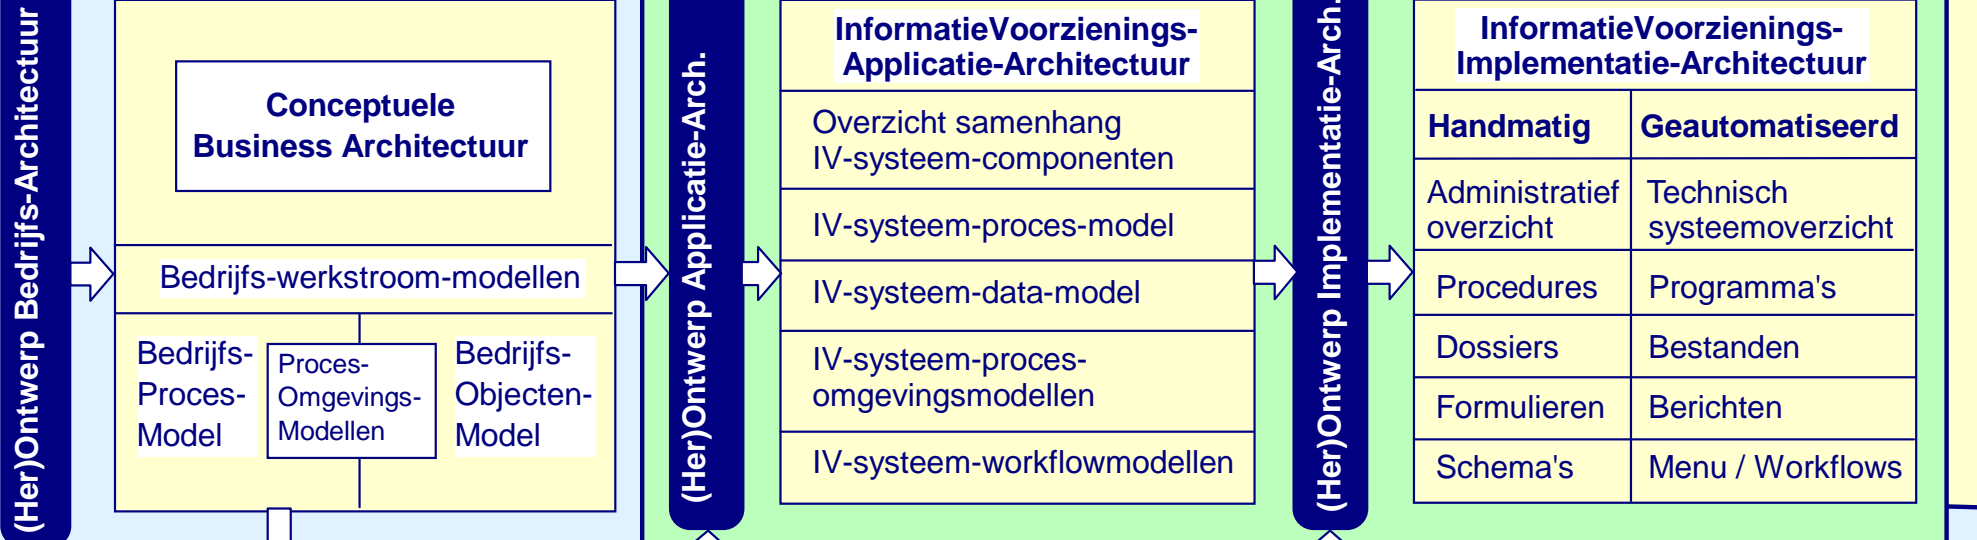 (Her)Ontwerp Bedrijfs-Architectuur
Conceptuele
Business Architectuur
Bedrijfs-werkstroom-modellen
Bedrijfs-
Proces-
Model
Proces-
Omgevings-
Modellen
Bedrijfs-
Objecten-
Model
(Her)Ontwerp Applicatie-Arch.
InformatieVoorzienings-
Applicatie-Architectuur
Overzicht samenhang
IV-systeem-componenten
IV-systeem-proces-model
IV-systeem-data-model
IV-systeem-proces-
omgevingsmodellen
IV-systeem-workflowmodellen
(Her)Ontwerp Implementatie-Arch.
InformatieVoorzienings-
Implementatie-Architectuur
Handmatig Geautomatiseerd
Administratief Technisch
overzicht systeemoverzicht
Procedures Programma's
Dossiers Bestanden
Formulieren Berichten
Schema's Menu / Workflows